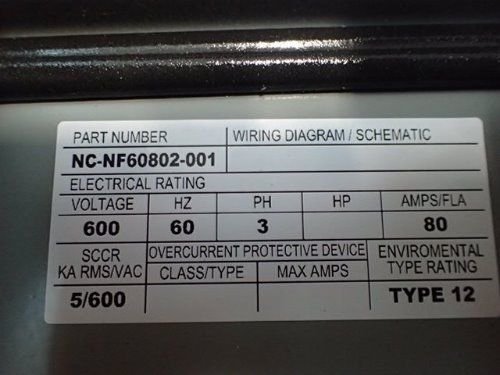 PART NUMBER WIRING DIAGRAM / SCHEMATIC
NC-NF60802-001
ELECTRICAL RATING
VOLTAGE HZ PH HP AMPS/FLA
600 60 3 80
SCCR OVERCURRENT PROTECTIVE DEVICE ENVIROMENTAL
KA RMS/VAC CLASS/TYPE MAX AMPS TYPE RATING
5/600 TYPE 12